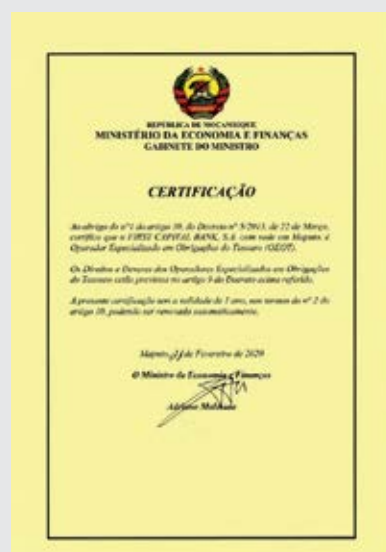 REPÚBLICA DE MOÇAMBIQUE
MINISTÉRIO DA ECONOMIA E FINANÇAS
GABINETE DO MINISTRO
CERTIFICAÇÃO
Ao abrigo do nº1 do artigo 10, do Decreto nº 5/2013, de 22 de Março,
certifico que o FIRST CAPITAL BANK, S.A. com sede em Maputo, é
Operador Especializado em Obrigações do Tesouro (OEOT).
Os Direitos e Deveres dos Operadores Especializados em Obrigações
do Tesouro estão previstos no artigo 9 do Decreto acima referido.
A presente certificação tem a validade de 1 ano, nos termos do nº 2 do
artigo 10, podendo ser renovada automaticamente.
Maputo, de Fevereiro de 2020
O Ministro da Economia e Finanças
Adriano Maleiane